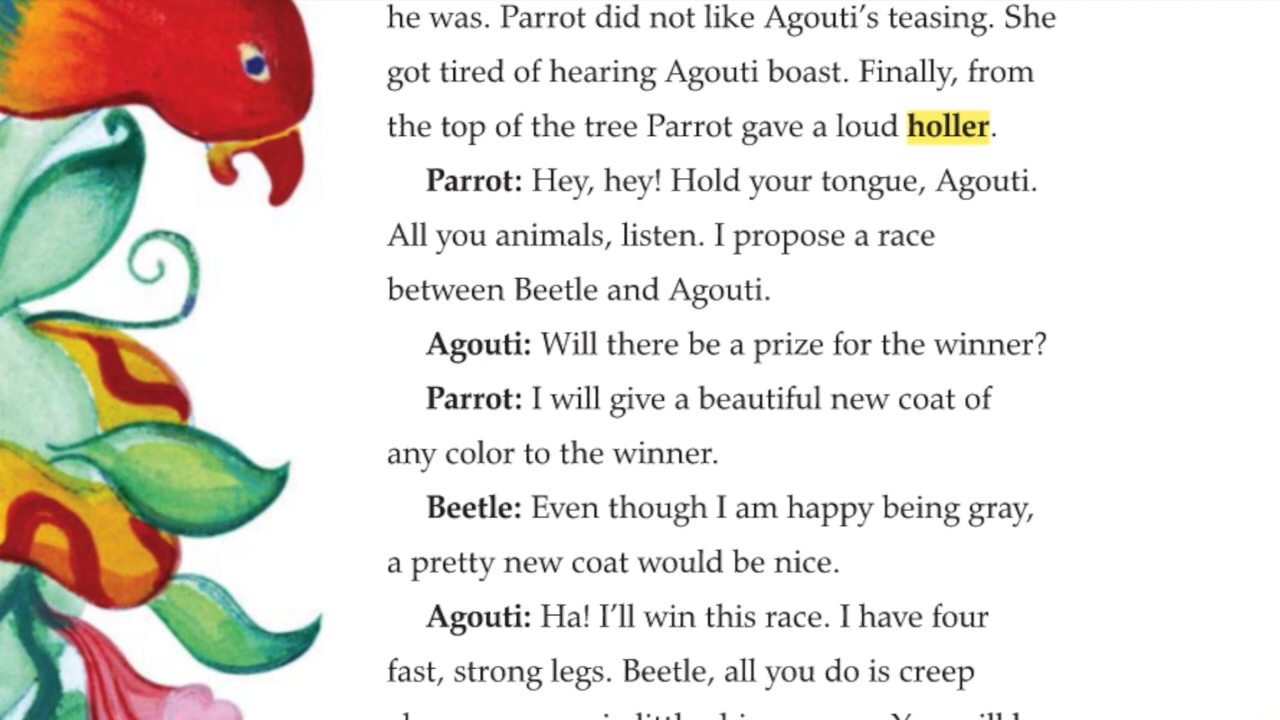 he was. Parrot did not like Agouti’s teasing. She
got tired of hearing Agouti boast. Finally, from
the top of the tree Parrot gave a loud holler.
Parrot: Hey, hey! Hold your tongue, Agouti.
All you animals, listen. I propose a race
between Beetle and Agouti.
Agouti: Will there be a prize for the winner?
Parrot: I will give a beautiful new coat of
any color to the winner.
Beetle: Even though I am happy being gray,
a pretty new coat would be nice.
Agouti: Ha! I’ll win this race. I have four
fast, strong legs. Beetle, all you do is creep